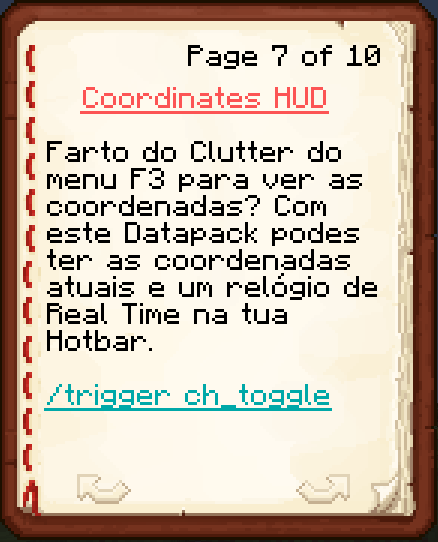 Page 7 of 10
Coordinates HUD
Farto do Clutter do
menu F3 para ver as
coordenadas? Com
este Datapack podes
ter as coordenadas
atuais e um relógio de
Real Time na tua
Hotbar.
/trigger ch_toggle